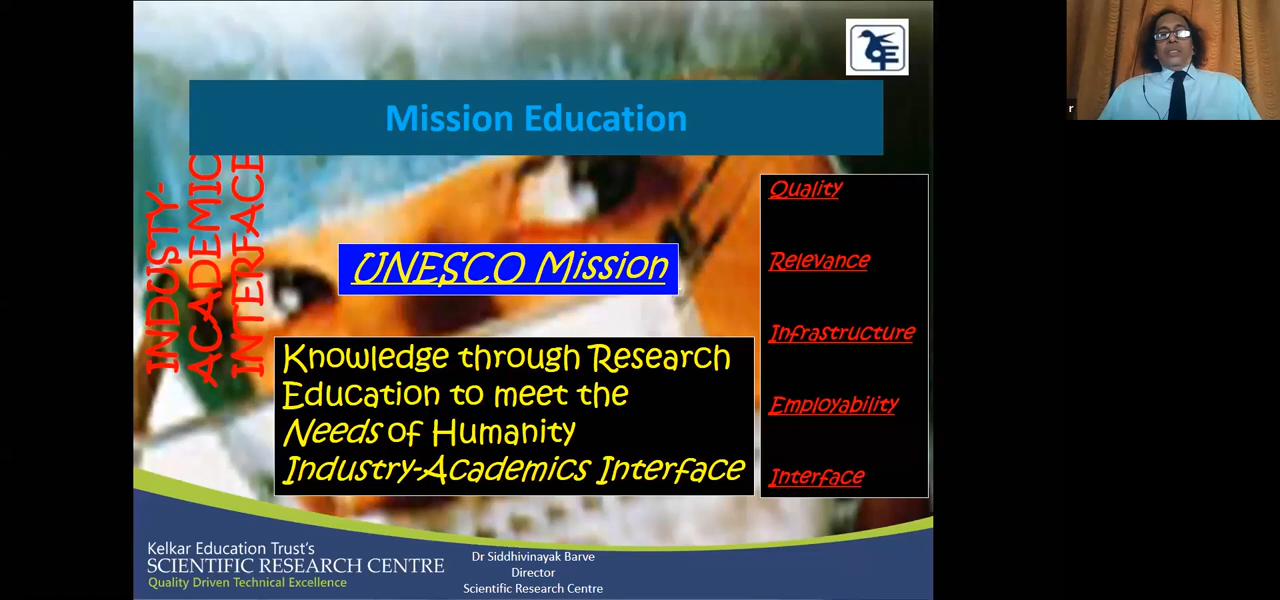 Mission Education
INDUSTY-
ACADEMIC
INTERFACE
UNESCO Mission
Knowledge through Research
Education to meet the
Needs of Humanity
Industry-Academics Interface
Quality
Relevance
Infrastructure
Employability
Interface
Kelkar Education Trust's
SCIENTIFIC RESEARCH CENTRE
Quality Driven Technical Excellence
Dr Siddhivinayak Barve
Director
Scientific Research Centre
r